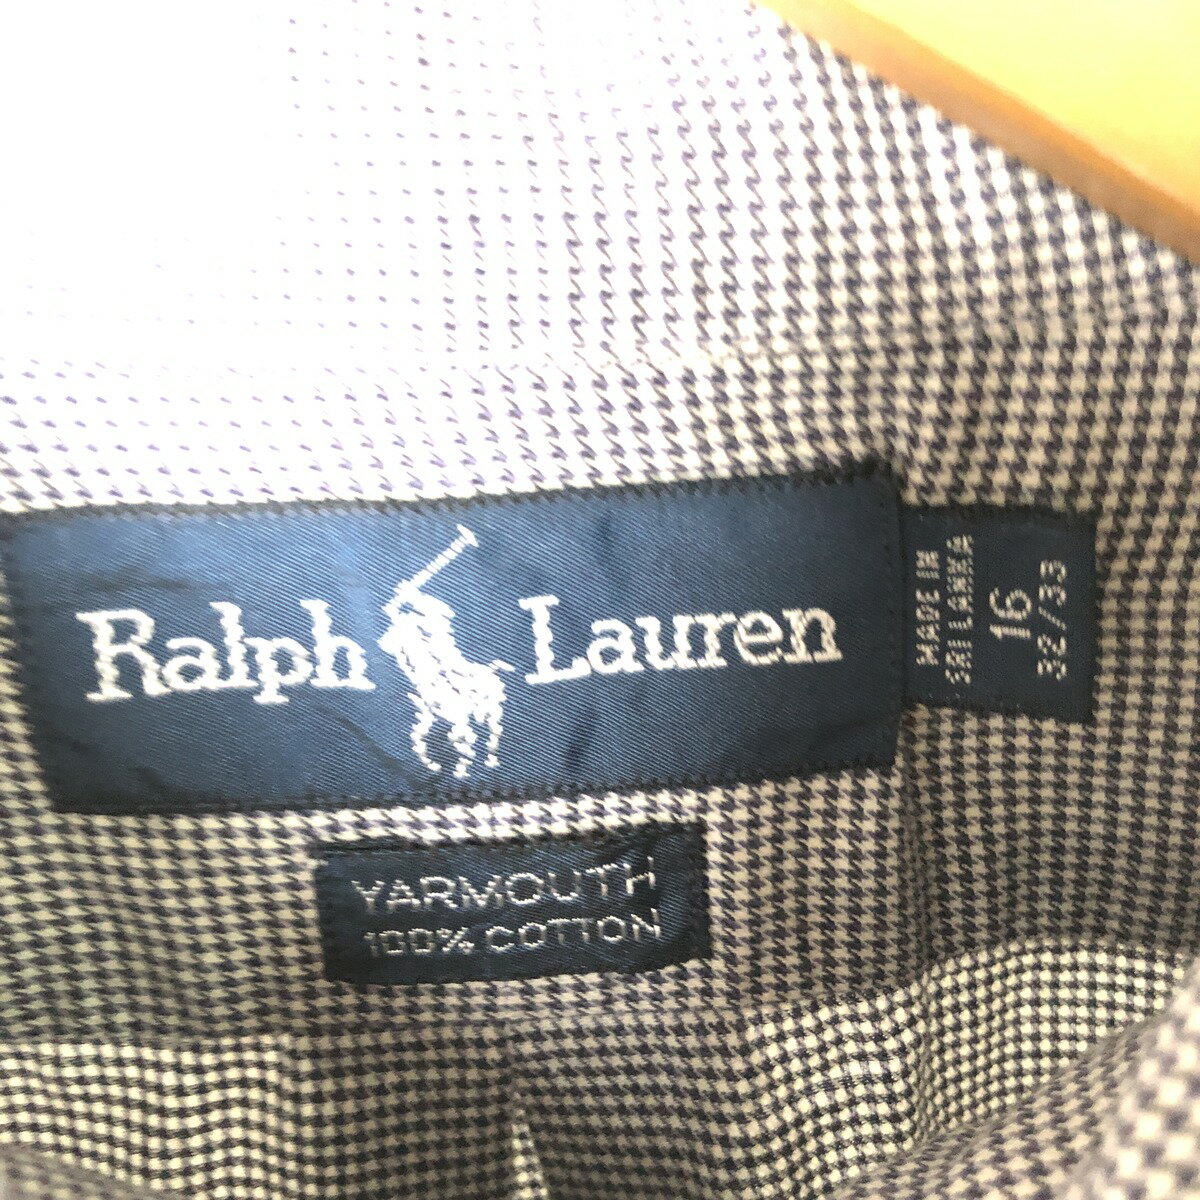 Ralph Lauren
MADE IN
SRI LANKA
16
32/33
YARMOUTH
100% COTTON